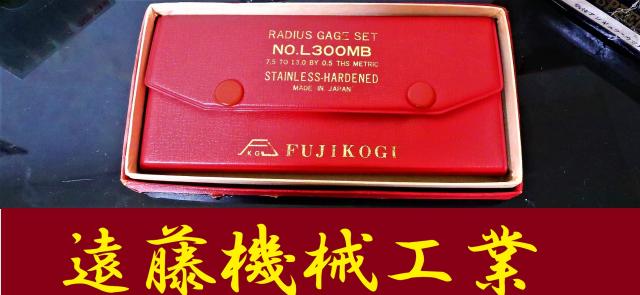 RADIUS GAGE SET
NO.L300MB
7.5 TO 13.0 BY 0.5 THS METRIC
STAINLESS-HARDENED
MADE IN JAPAN
FKG FUJIKOGI
遠藤機械工業